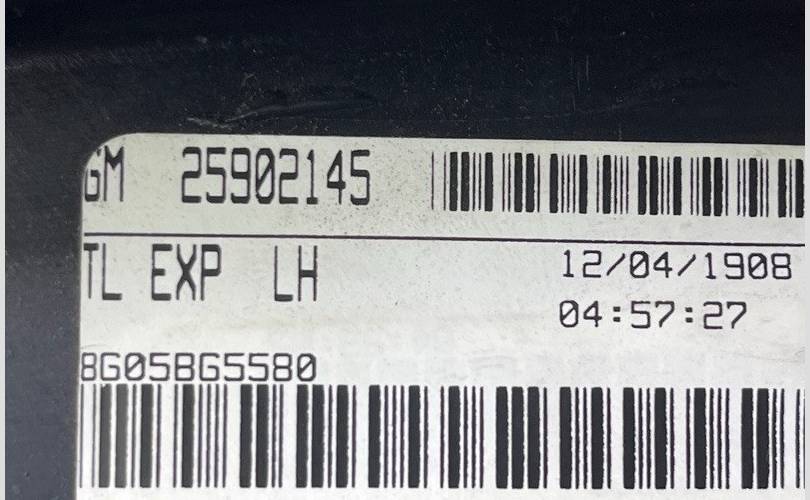 GM 25902145
TL EXP LH
12/04/1908
04:57:27
8G05BG5580